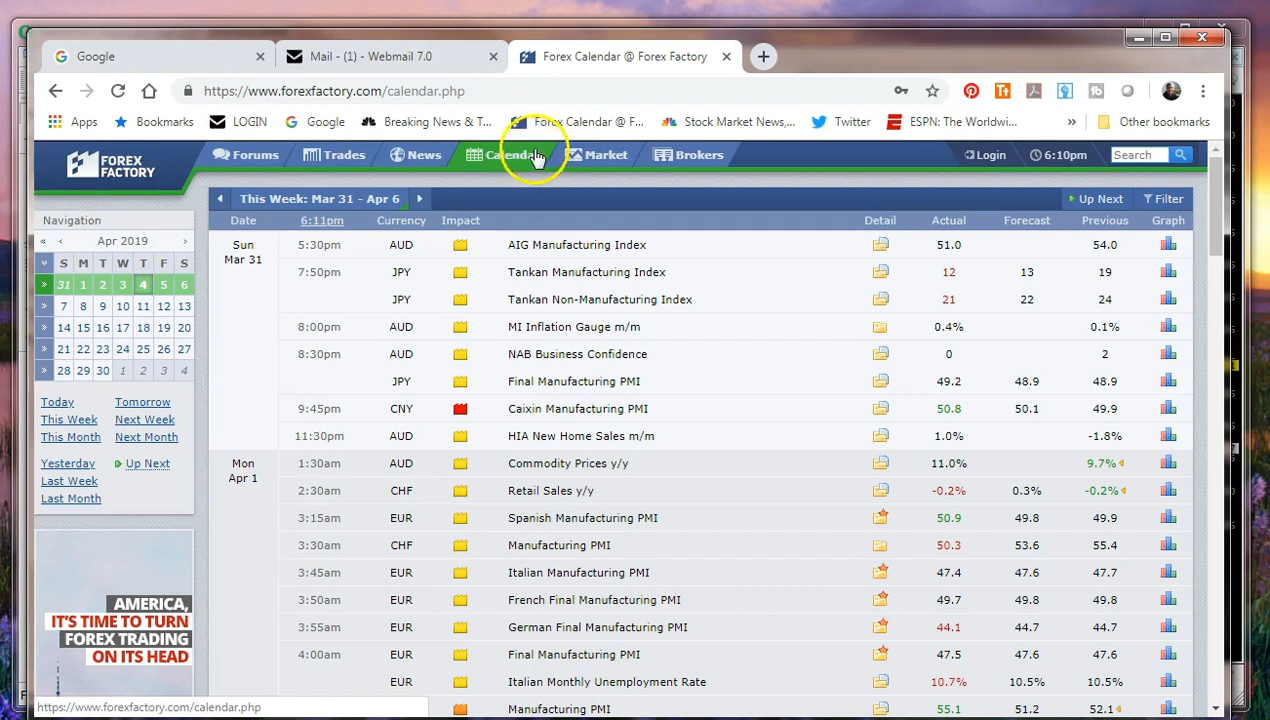 Google
Mail - (1) - Webmail 7.0
Forex Calendar @ Forex Factory
https://www.forexfactory.com/calendar.php
Apps
Bookmarks
LOGIN
Google
Breaking News & T...
Forex Calendar @ F...
Stock Market News,...
Twitter
ESPN: The Worldwi...
»
Other bookmarks
FOREX
FACTORY
Forums
Trades
News
Calendar
Market
Brokers
Login
6:10pm
Search
Navigation
« ‹ Apr 2019 ›
S M T W T F S
» 31 1 2 3 4 5 6
» 7 8 9 10 11 12 13
» 14 15 16 17 18 19 20
» 21 22 23 24 25 26 27
» 28 29 30 1 2 3 4
Today Tomorrow
This Week Next Week
This Month Next Month
Yesterday Up Next
Last Week
Last Month
AMERICA,
IT'S TIME TO TURN
FOREX TRADING
ON ITS HEAD
This Week: Mar 31 - Apr 6
Up Next
Filter
Date 6:11pm Currency Impact Detail Actual Forecast Previous Graph
Sun 5:30pm AUD AIG Manufacturing Index 51.0 54.0
Mar 31
7:50pm JPY Tankan Manufacturing Index 12 13 19
JPY Tankan Non-Manufacturing Index 21 22 24
8:00pm AUD MI Inflation Gauge m/m 0.4% 0.1%
8:30pm AUD NAB Business Confidence 0 2
JPY Final Manufacturing PMI 49.2 48.9 48.9
9:45pm CNY Caixin Manufacturing PMI 50.8 50.1 49.9
11:30pm AUD HIA New Home Sales m/m 1.0% -1.8%
Mon 1:30am AUD Commodity Prices y/y 11.0% 9.7%
Apr 1
2:30am CHF Retail Sales y/y -0.2% 0.3% -0.2%
3:15am EUR Spanish Manufacturing PMI 50.9 49.8 49.9
3:30am CHF Manufacturing PMI 50.3 53.6 55.4
3:45am EUR Italian Manufacturing PMI 47.4 47.6 47.7
3:50am EUR French Final Manufacturing PMI 49.7 49.8 49.8
3:55am EUR German Final Manufacturing PMI 44.1 44.7 44.7
4:00am EUR Final Manufacturing PMI 47.5 47.6 47.6
EUR Italian Monthly Unemployment Rate 10.7% 10.5% 10.5%
Manufacturing PMI 55.1 51.2 52.1
https://www.forexfactory.com/calendar.php